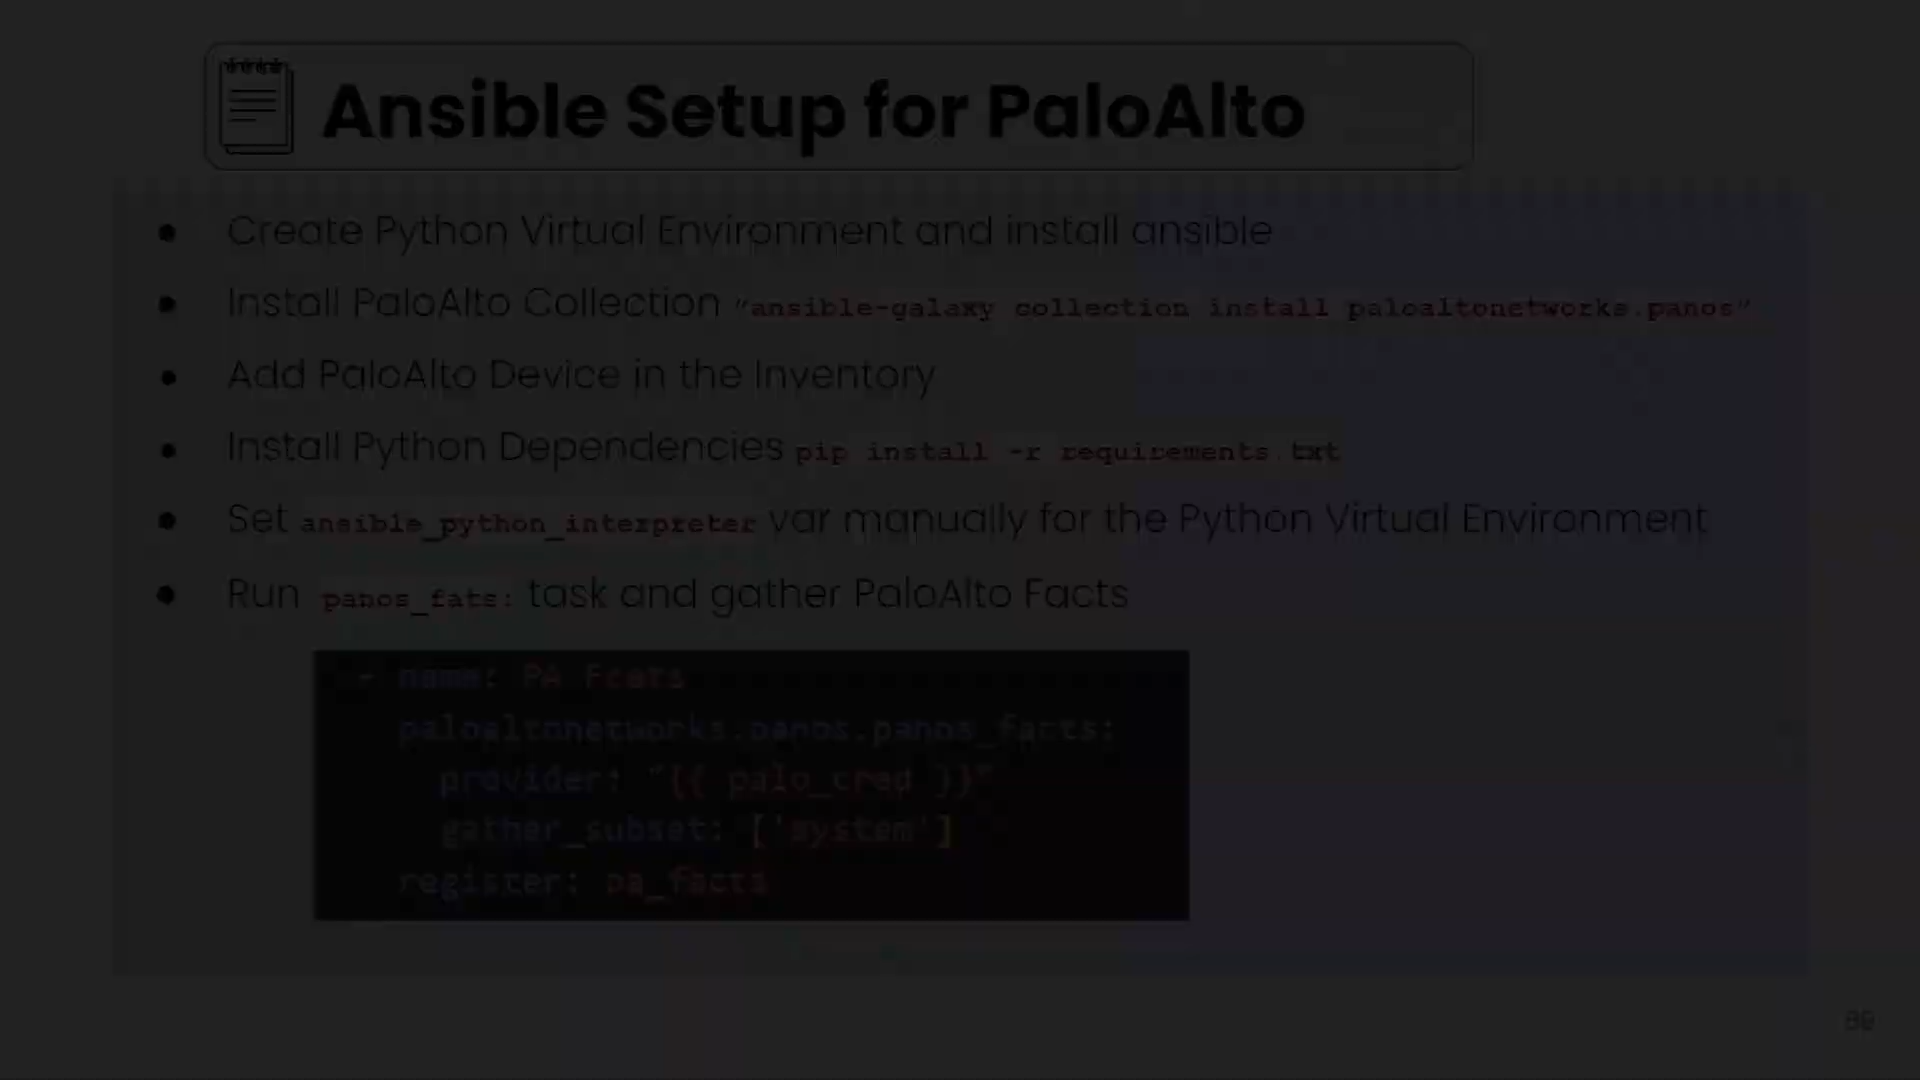 Ansible Setup for PaloAlto
● Create Python Virtual Environment and install ansible
● Install PaloAlto Collection "ansible-galaxy collection install paloaltonetworks.panos"
● Add PaloAlto Device in the Inventory
● Install Python Dependencies pip install -r requirements.txt
● Set ansible_python_interpreter var manually for the Python Virtual Environment
● Run panos_fats: task and gather PaloAlto Facts
- name: PA Fcats
paloaltonetworks.panos.panos_facts:
provider: "{{ palo_cred }}"
gather_subset: ['system']
register: pa_facts